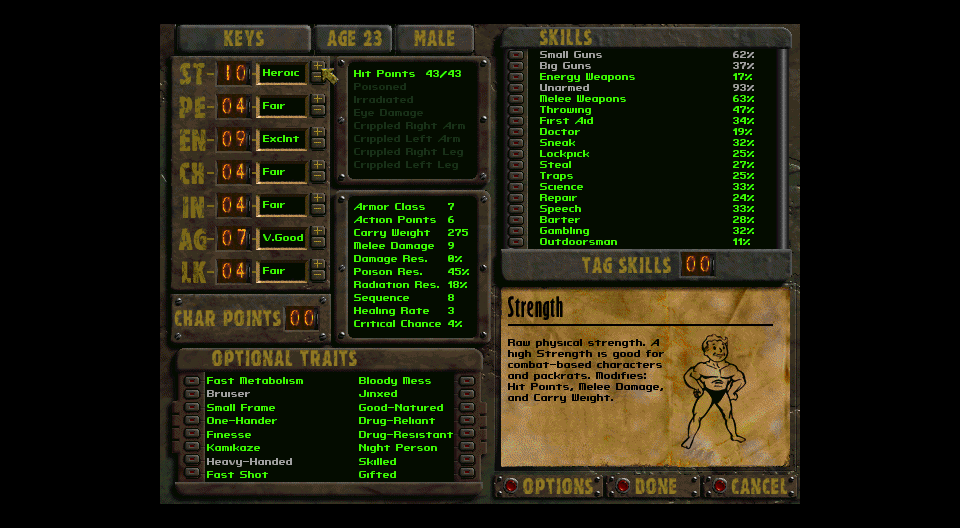 KEYS
AGE 23
MALE
ST- 10 Heroic
PE- 04 Fair
EN- 09 Exclnt
CH- 04 Fair
IN- 04 Fair
AG- 07 V.Good
LK- 04 Fair
CHAR POINTS 00
Hit Points 43/43
Poisoned
Irradiated
Eye Damage
Crippled Right Arm
Crippled Left Arm
Crippled Right Leg
Crippled Left Leg
Armor Class 7
Action Points 6
Carry Weight 275
Melee Damage 9
Damage Res. 0%
Poison Res. 45%
Radiation Res. 18%
Sequence 8
Healing Rate 3
Critical Chance 4%
OPTIONAL TRAITS
Fast Metabolism Bloody Mess
Bruiser Jinxed
Small Frame Good-Natured
One-Hander Drug-Reliant
Finesse Drug-Resistant
Kamikaze Night Person
Heavy-Handed Skilled
Fast Shot Gifted
SKILLS
Small Guns 62%
Big Guns 37%
Energy Weapons 17%
Unarmed 93%
Melee Weapons 63%
Throwing 47%
First Aid 34%
Doctor 19%
Sneak 32%
Lockpick 25%
Steal 27%
Traps 25%
Science 33%
Repair 24%
Speech 33%
Barter 28%
Gambling 32%
Outdoorsman 11%
TAG SKILLS 00
Strength
Raw physical strength. A
high Strength is good for
combat-based characters
and packrats. Modifies:
Hit Points, Melee Damage,
and Carry Weight.
OPTIONS
DONE
CANCEL